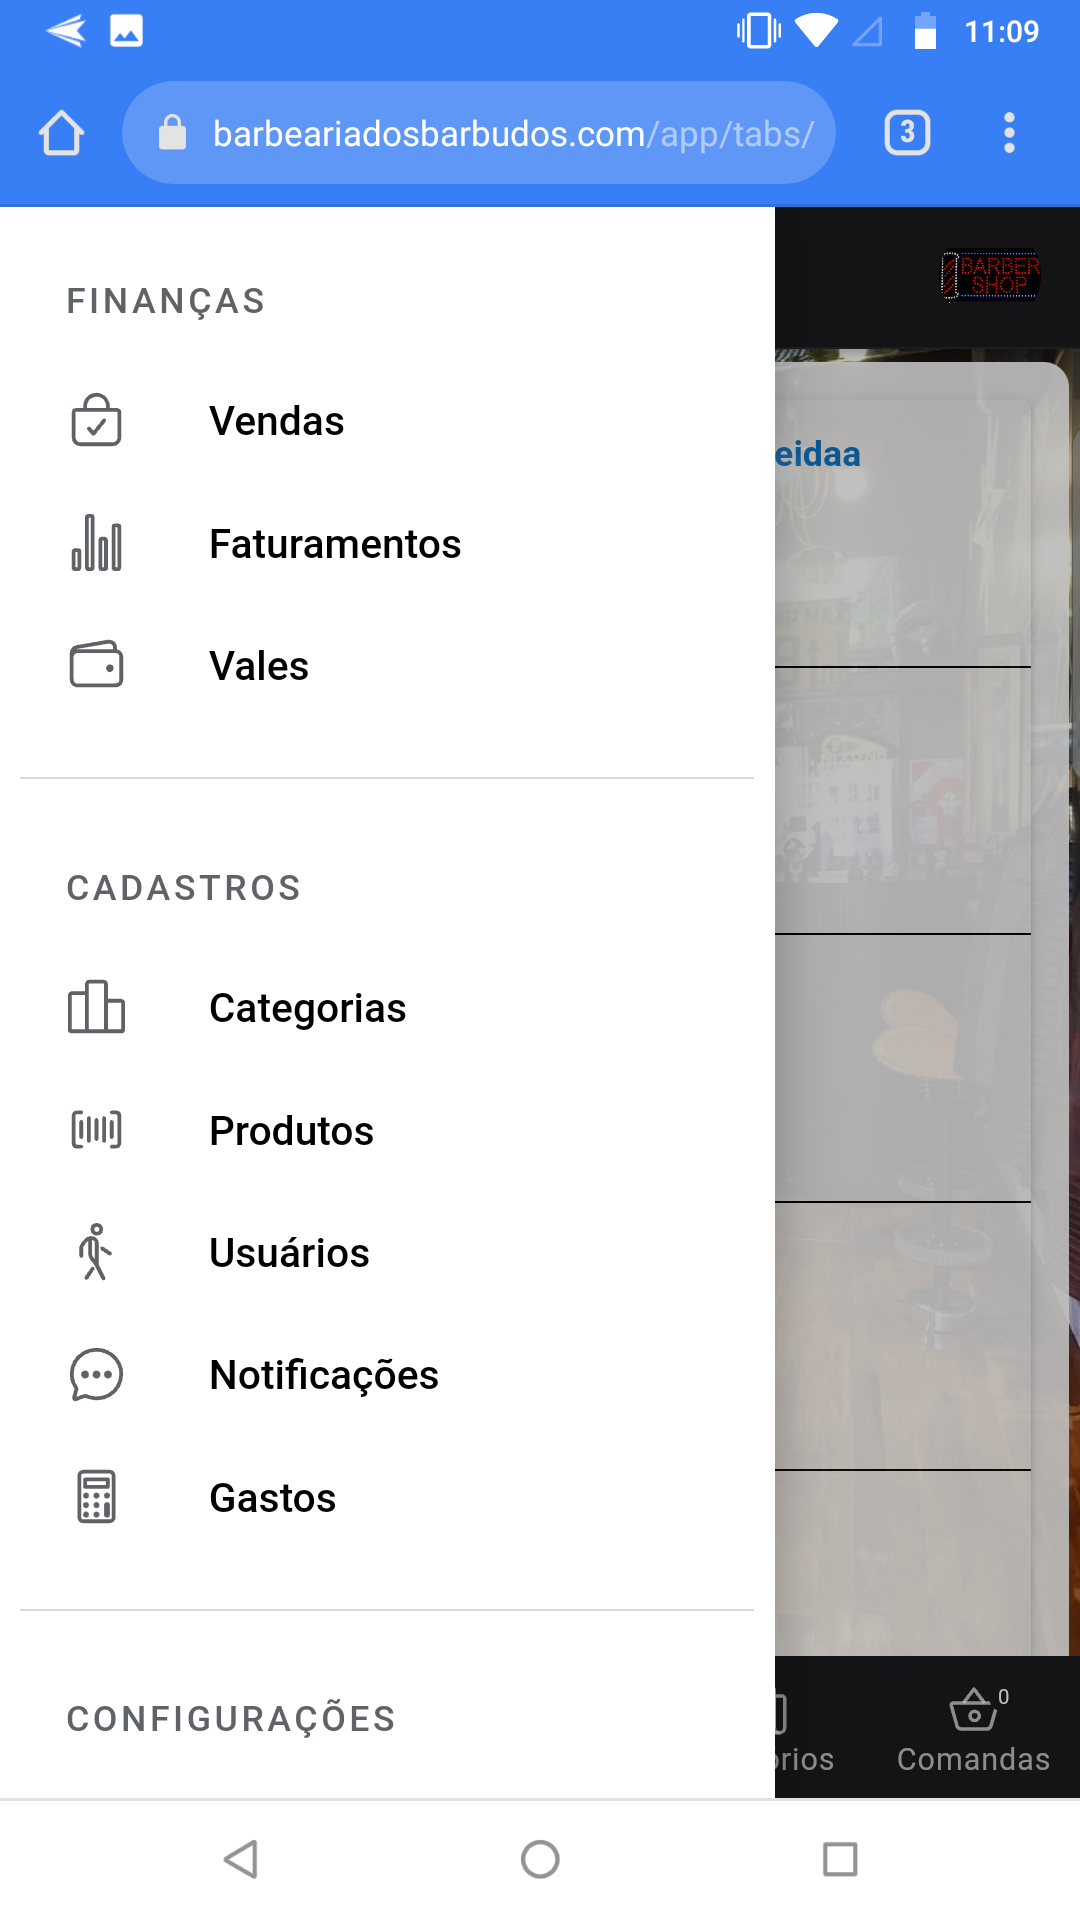 11:09
barbeariadosbarbudos.com/app/tabs/
3
FINANÇAS
BARBER
SHOP
Vendas
eidaa
Faturamentos
Vales
CADASTROS
Categorias
Produtos
Usuários
Notificações
Gastos
CONFIGURAÇÕES
0
órios
Comandas